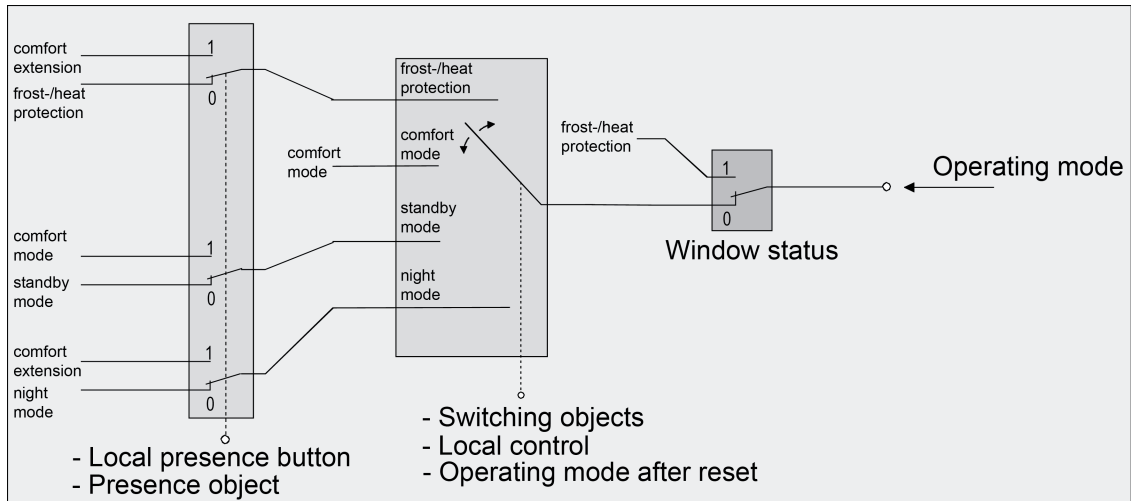 comfort
extension
frost-/heat
protection
1
0
comfort
mode
standby
mode
1
0
comfort
extension
night
mode
1
0
- Local presence button
- Presence object
comfort
mode
frost-/heat
protection
comfort
mode
standby
mode
night
mode
- Switching objects
- Local control
- Operating mode after reset
frost-/heat
protection
1
0
Window status
Operating mode